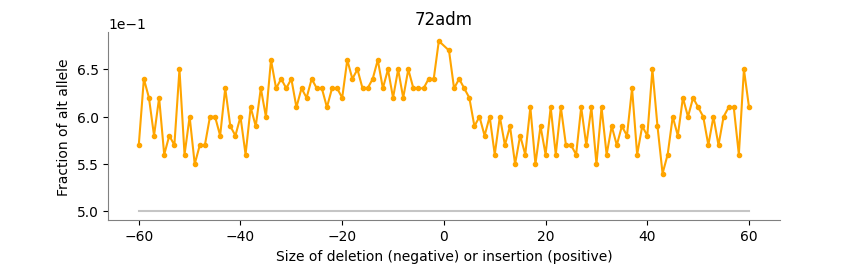 72adm
1e−1
Fraction of alt allele
6.5
6.0
5.5
5.0
−60
−40
−20
0
20
40
60
Size of deletion (negative) or insertion (positive)